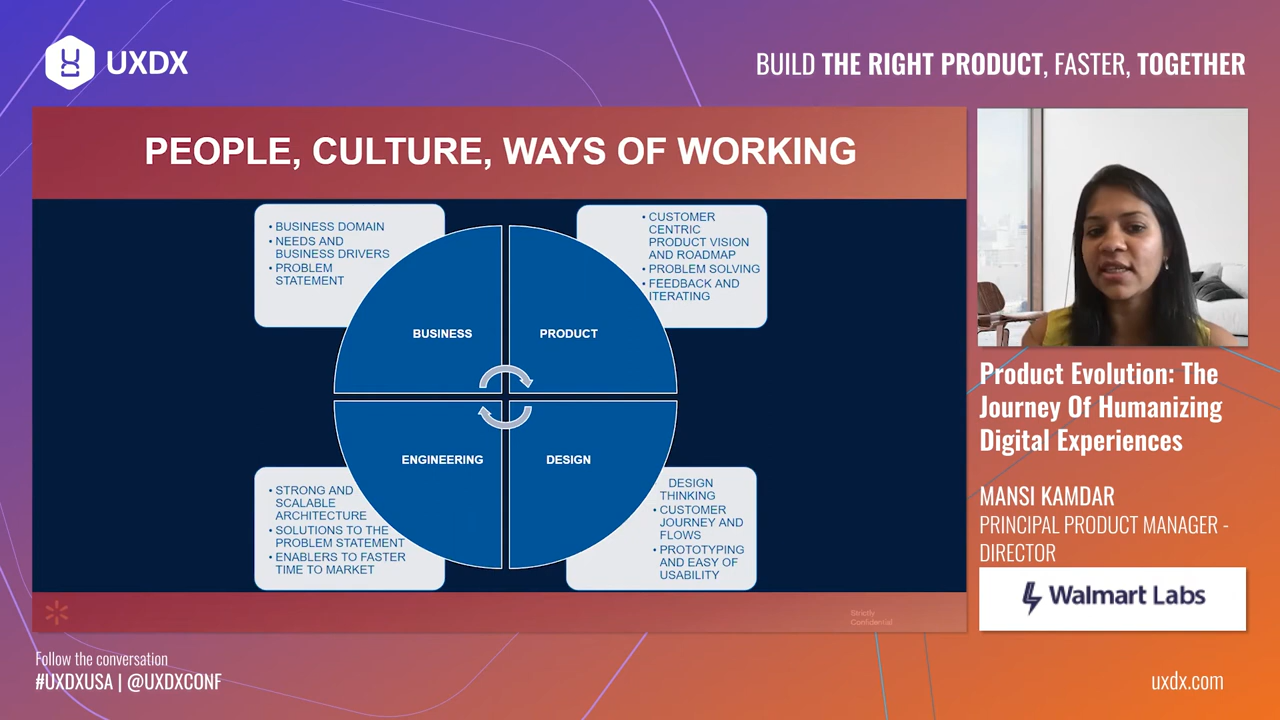 UXDX
BUILD THE RIGHT PRODUCT, FASTER, TOGETHER
PEOPLE, CULTURE, WAYS OF WORKING
• BUSINESS DOMAIN
• NEEDS AND
BUSINESS DRIVERS
• PROBLEM
STATEMENT
• CUSTOMER
CENTRIC
PRODUCT VISION
AND ROADMAP
• PROBLEM SOLVING
• FEEDBACK AND
ITERATING
BUSINESS
PRODUCT
ENGINEERING
DESIGN
• STRONG AND
SCALABLE
ARCHITECTURE
• SOLUTIONS TO THE
PROBLEM STATEMENT
• ENABLERS TO FASTER
TIME TO MARKET
DESIGN
THINKING
• CUSTOMER
JOURNEY AND
FLOWS
• PROTOTYPING
AND EASY OF
USABILITY
Strictly
Confidential
Product Evolution: The
Journey Of Humanizing
Digital Experiences
MANSI KAMDAR
PRINCIPAL PRODUCT MANAGER -
DIRECTOR
Walmart Labs
Follow the conversation
#UXDXUSA | @UXDXCONF
uxdx.com